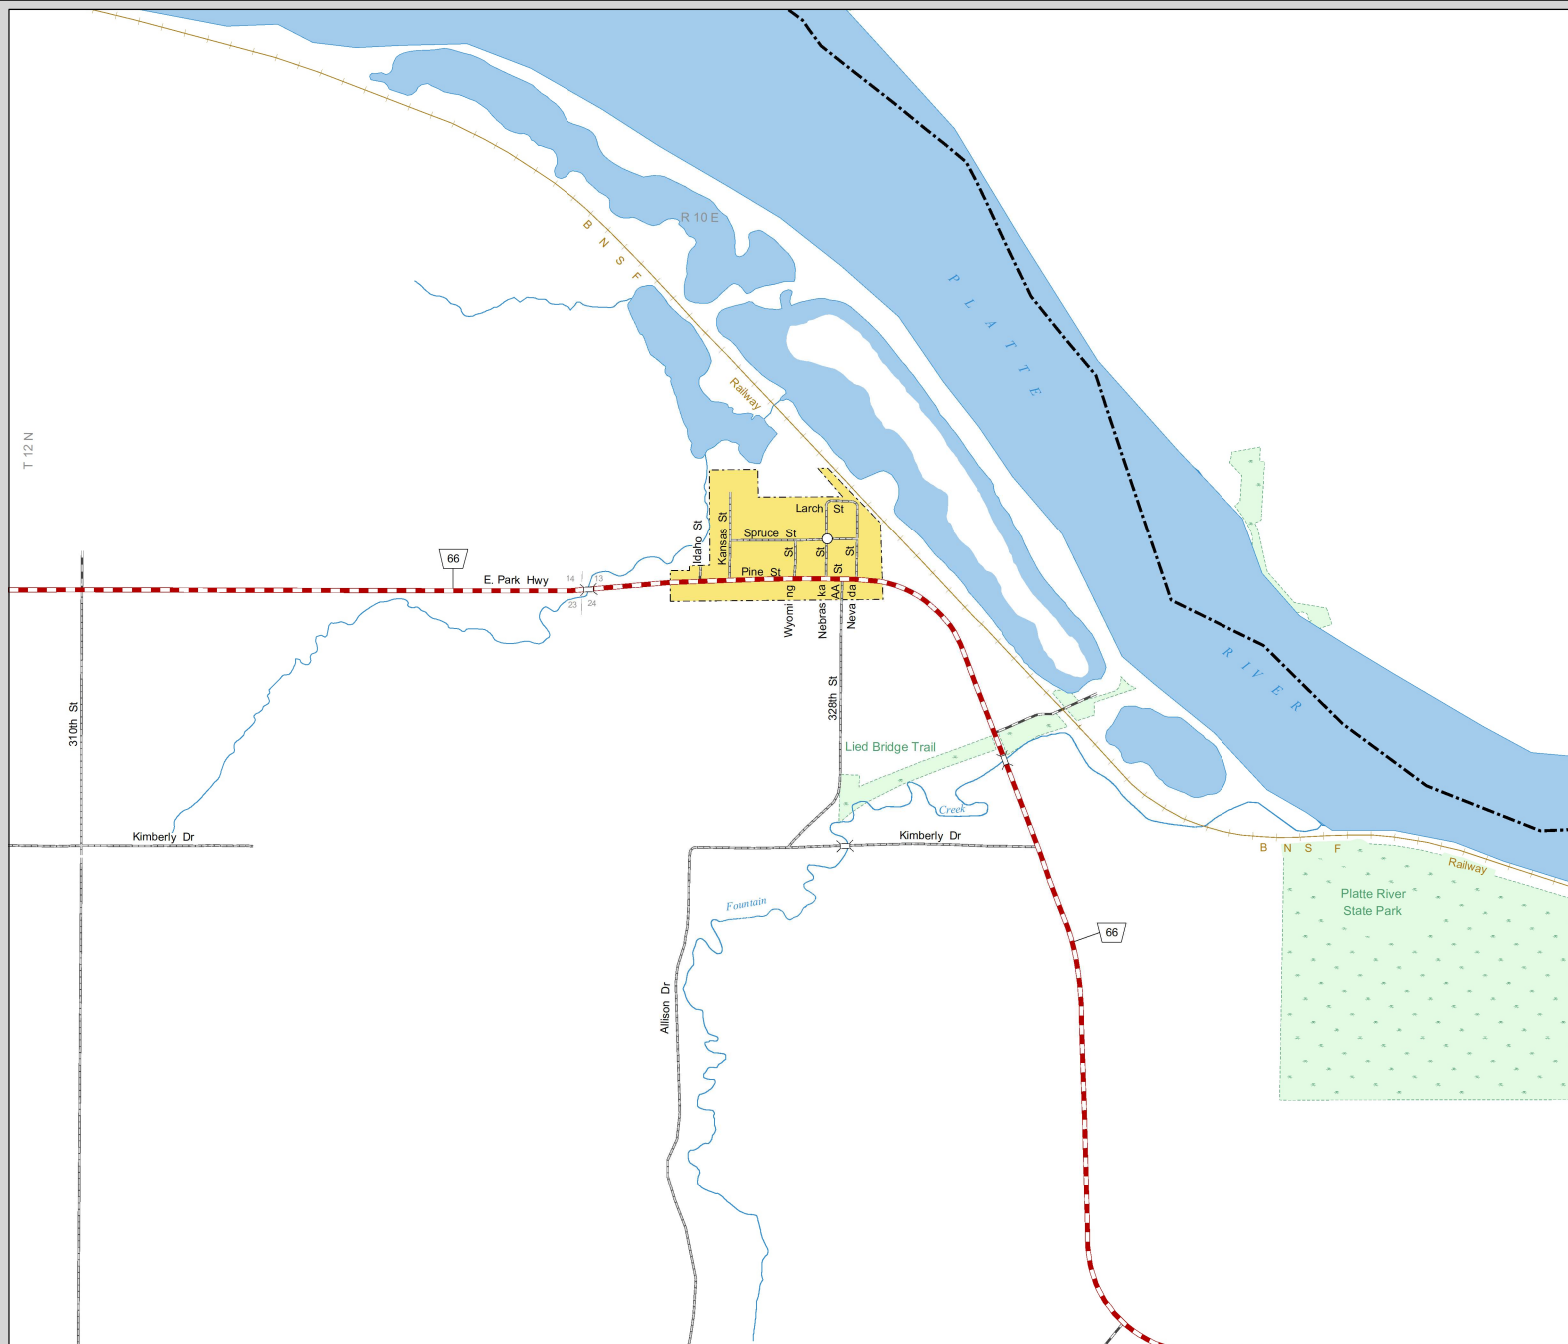 R 10 E
B N S F
Railway
P L A T T E
T 12 N
Larch St
Idaho St
Kansas St
Spruce St
St
St
St
66
E. Park Hwy
14
13
23
24
Pine St
AA St
Wyoming
Nebraska
Nevada
R I V E R
310th St
328th St
Lied Bridge Trail
Creek
Kimberly Dr
Kimberly Dr
B N S F
Railway
Platte River
State Park
Fountain
66
Allison Dr